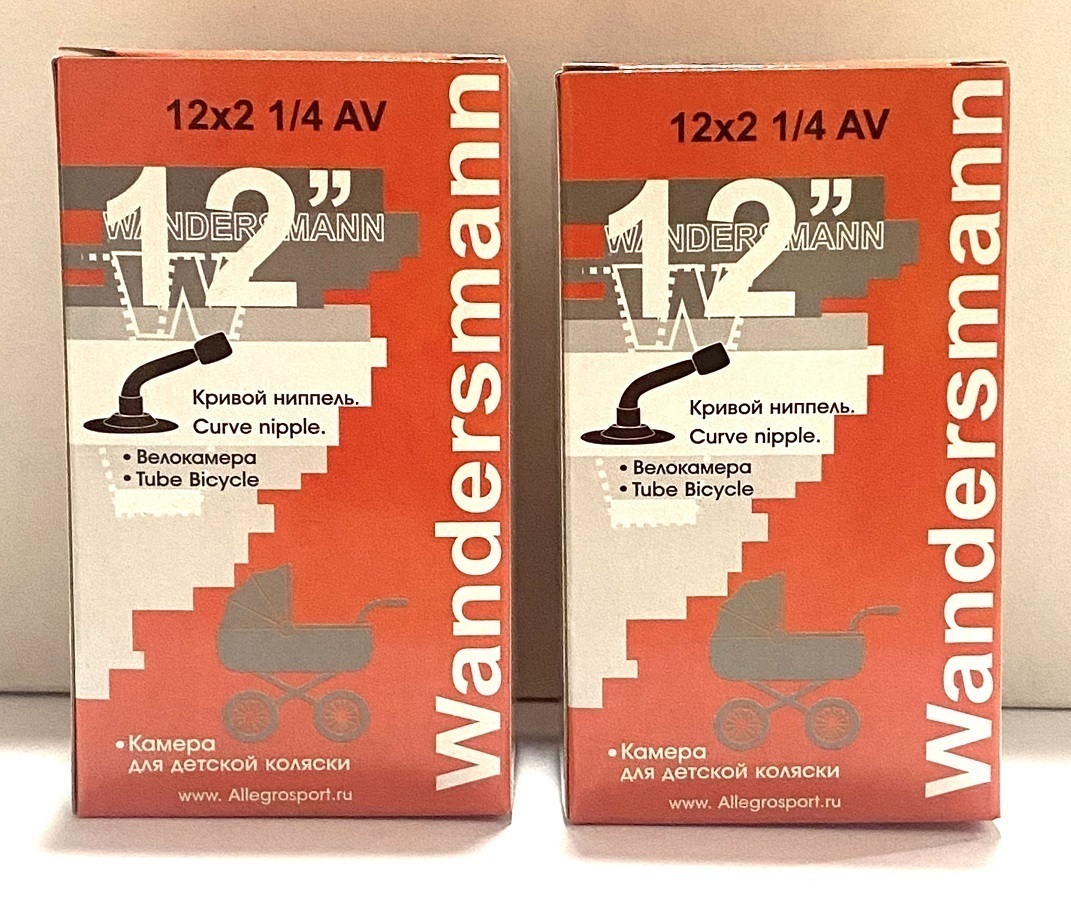 12x2 1/4 AV
12”
WANDERSMANN
W
Кривой ниппель.
Curve nipple.
• Велокамера
• Tube Bicycle
• Камера
для детской коляски
www. Allegrosport.ru
Wandersmann
12x2 1/4 AV
12”
WANDERSMANN
W
Кривой ниппель.
Curve nipple.
• Велокамера
• Tube Bicycle
• Камера
для детской коляски
www. Allegrosport.ru
Wandersmann